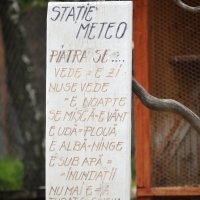 STAȚIE
METEO
PIATRA SE....
VEDE = E ZI
NU SE VEDE
= E NOAPTE
SE MIȘCĂ=E VÂNT
E UDĂ=PLOUĂ
E ALBĂ=NINGE
E SUB APĂ =
INUNDAȚII
NU MAI E =